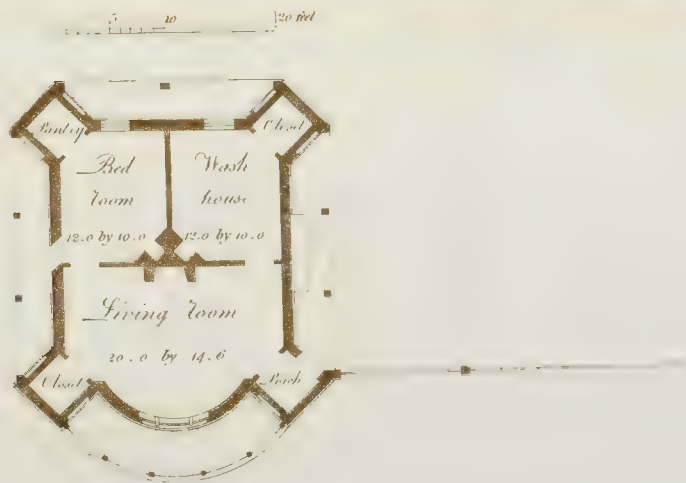 5 10 20 feet
Pantry Closet
Bed Wash
room house
12.0 by 10.0 12.0 by 10.0
Living room
20.0 by 14.6
Closet Porch